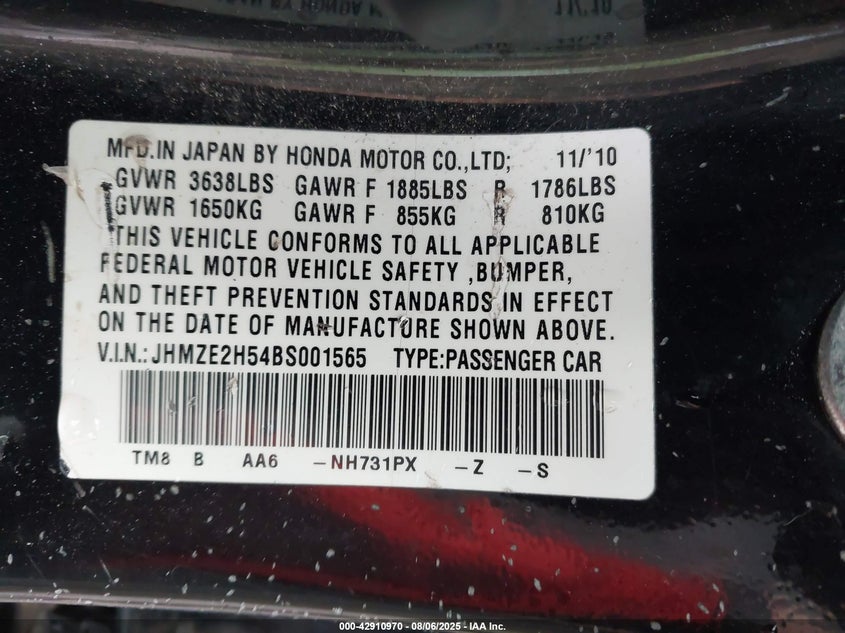 MFD.IN JAPAN BY HONDA MOTOR CO.,LTD; 11/'10
GVWR 3638LBS GAWR F 1885LBS R 1786LBS
GVWR 1650KG GAWR F 855KG R 810KG
THIS VEHICLE CONFORMS TO ALL APPLICABLE
FEDERAL MOTOR VEHICLE SAFETY ,BUMPER,
AND THEFT PREVENTION STANDARDS IN EFFECT
ON THE DATE OF MANUFACTURE SHOWN ABOVE.
V.I.N.: JHMZE2H54BS001565 TYPE:PASSENGER CAR
TM8 B AA6 -NH731PX -Z -S
000-42910970 - 08/06/2025 - IAA Inc.